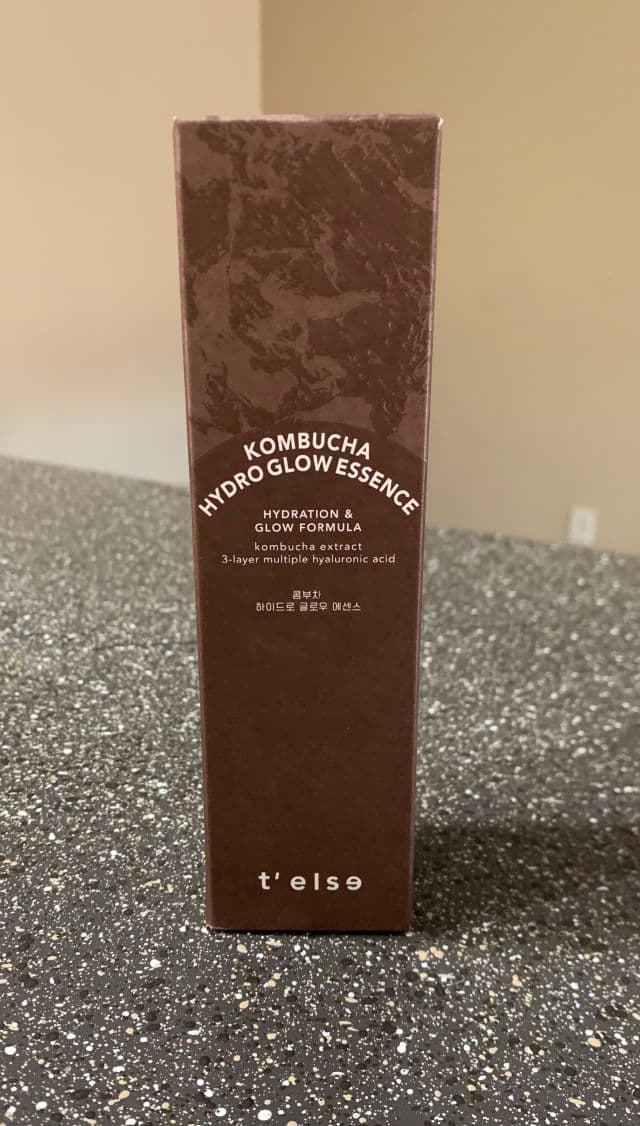 KOMBUCHA
HYDRO GLOW ESSENCE
HYDRATION &
GLOW FORMULA
kombucha extract
3-layer multiple hyaluronic acid
콤부차
하이드로 글로우 에센스
t' else